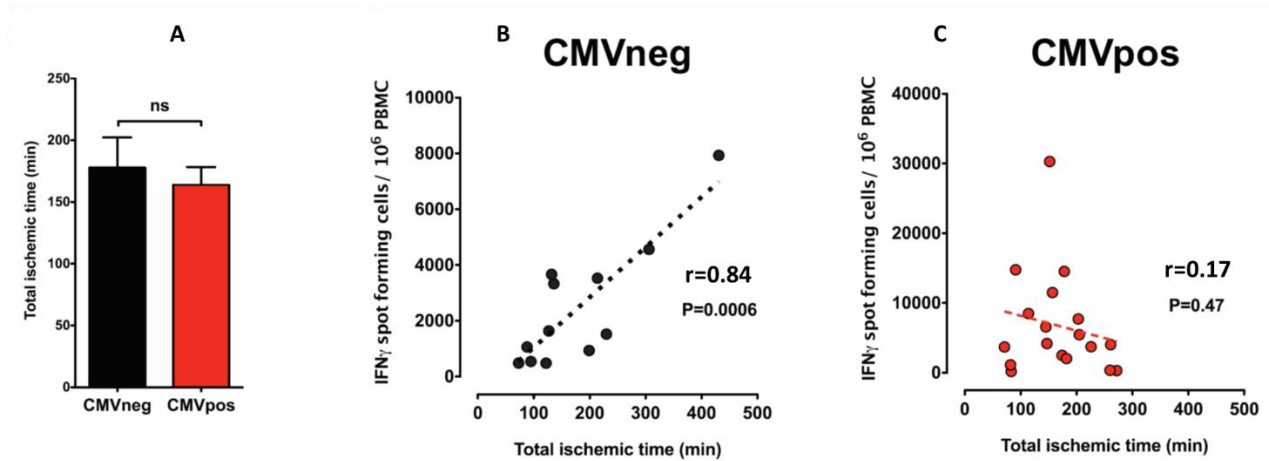 A
250
200
150
100
50
0
Total ischemic time (min)
ns
CMVneg CMVpos
B
CMVneg
IFNγ spot forming cells/ 10⁶ PBMC
10000
8000
6000
4000
2000
0
r=0.84
P=0.0006
0 100 200 300 400 500
Total ischemic time (min)
C
CMVpos
IFNγ spot forming cells/ 10⁶ PBMC
40000
30000
20000
10000
0
r=0.17
P=0.47
0 100 200 300 400 500
Total ischemic time (min)